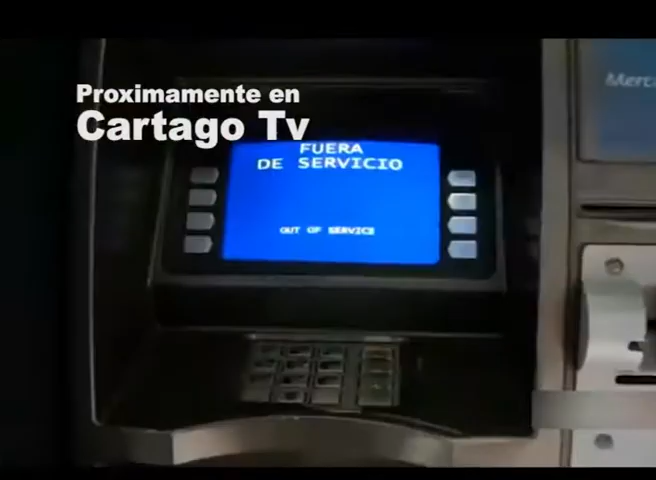 Proximamente en
Cartago Tv
FUERA
DE SERVICIO
OUT OF SERVICE